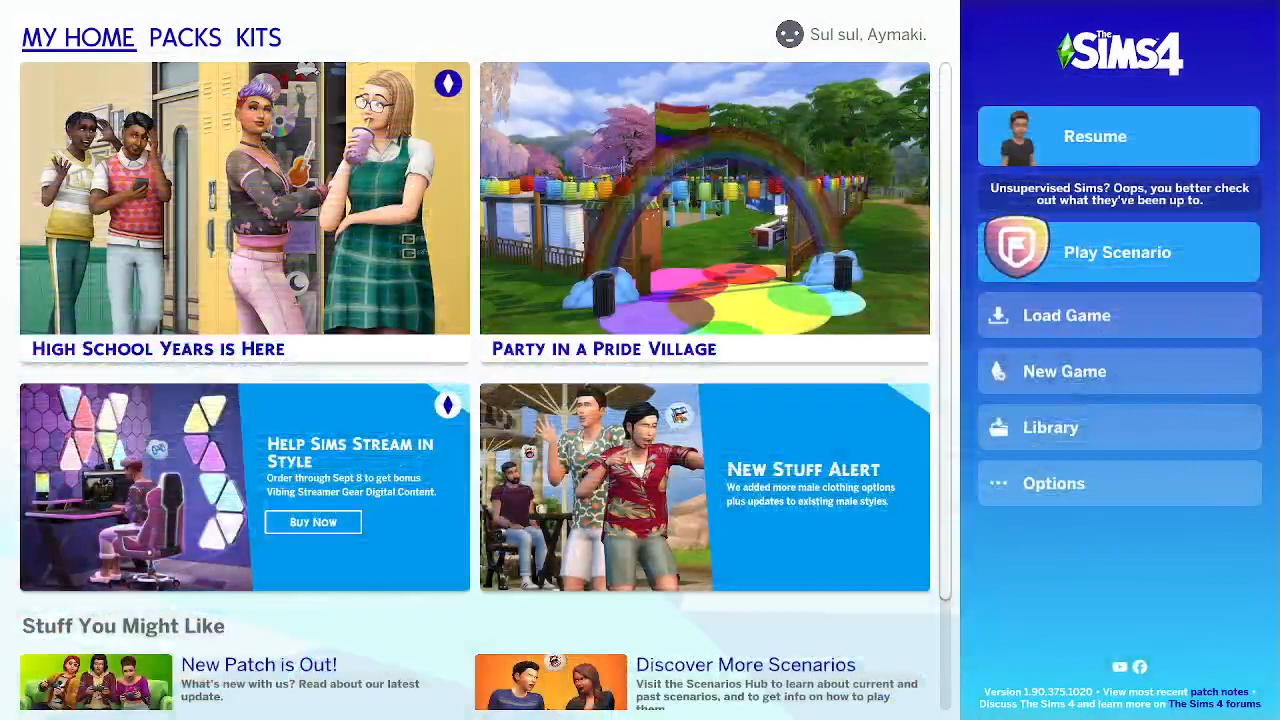 MY HOME PACKS KITS
Sul sul, Aymaki.
HIGH SCHOOL YEARS IS HERE
PARTY IN A PRIDE VILLAGE
HELP SIMS STREAM IN
STYLE
Order through Sept 8 to get bonus
Vibing Streamer Gear Digital Content.
BUY NOW
NEW STUFF ALERT
We added more male clothing options
plus updates to existing male styles.
Stuff You Might Like
New Patch is Out!
What's new with us? Read about our latest
update.
Discover More Scenarios
Visit the Scenarios Hub to learn about current and
past scenarios, and to get info on how to play
them.
The
SiMS4
Resume
Unsupervised Sims? Oops, you better check
out what they've been up to.
Play Scenario
Load Game
New Game
Library
Options
Version 1.90.375.1020 • View most recent patch notes •
Discuss The Sims 4 and learn more on The Sims 4 forums